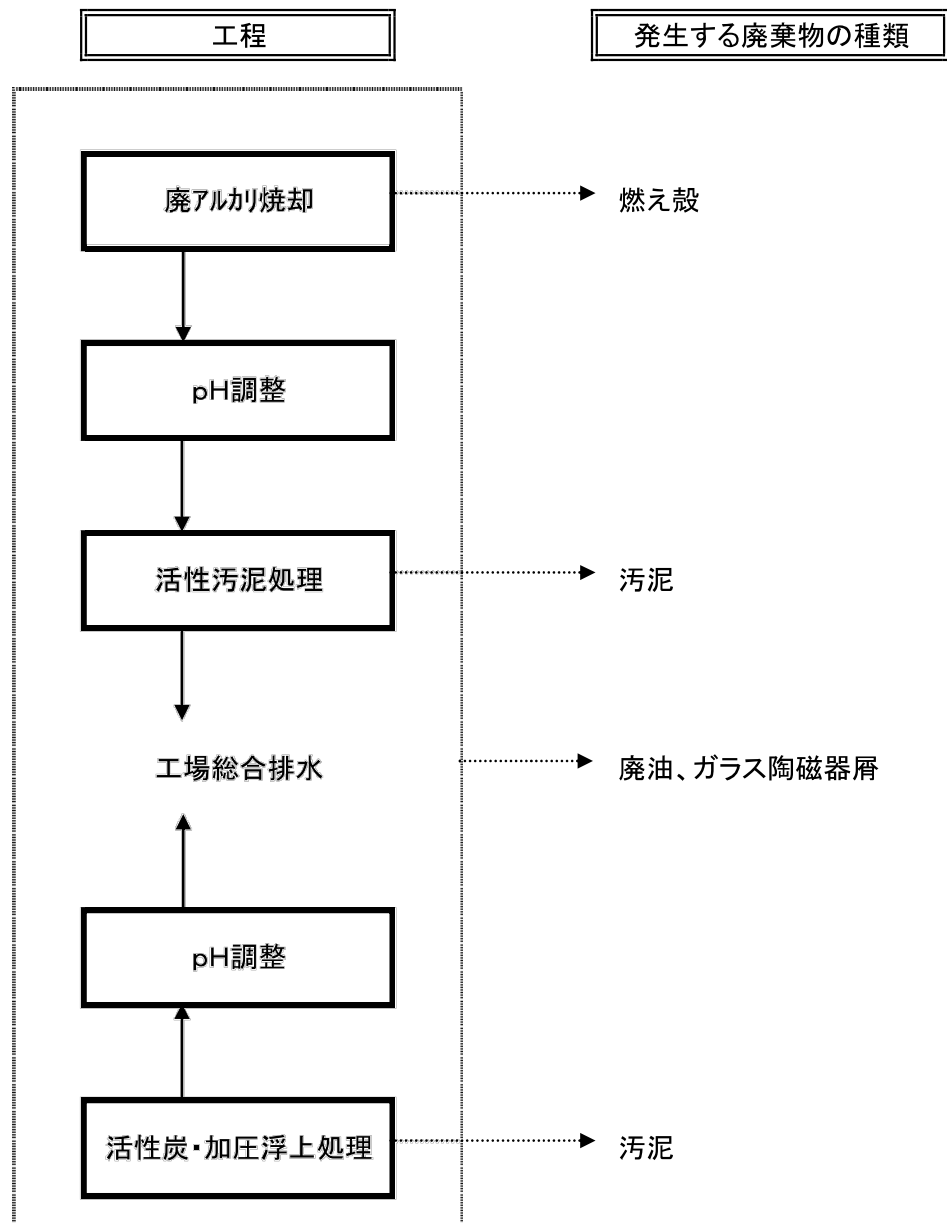 工程
発生する廃棄物の種類
廃アルカリ焼却
燃え殻
pH調整
活性汚泥処理
汚泥
工場総合排水
廃油、ガラス陶磁器屑
pH調整
活性炭・加圧浮上処理
汚泥